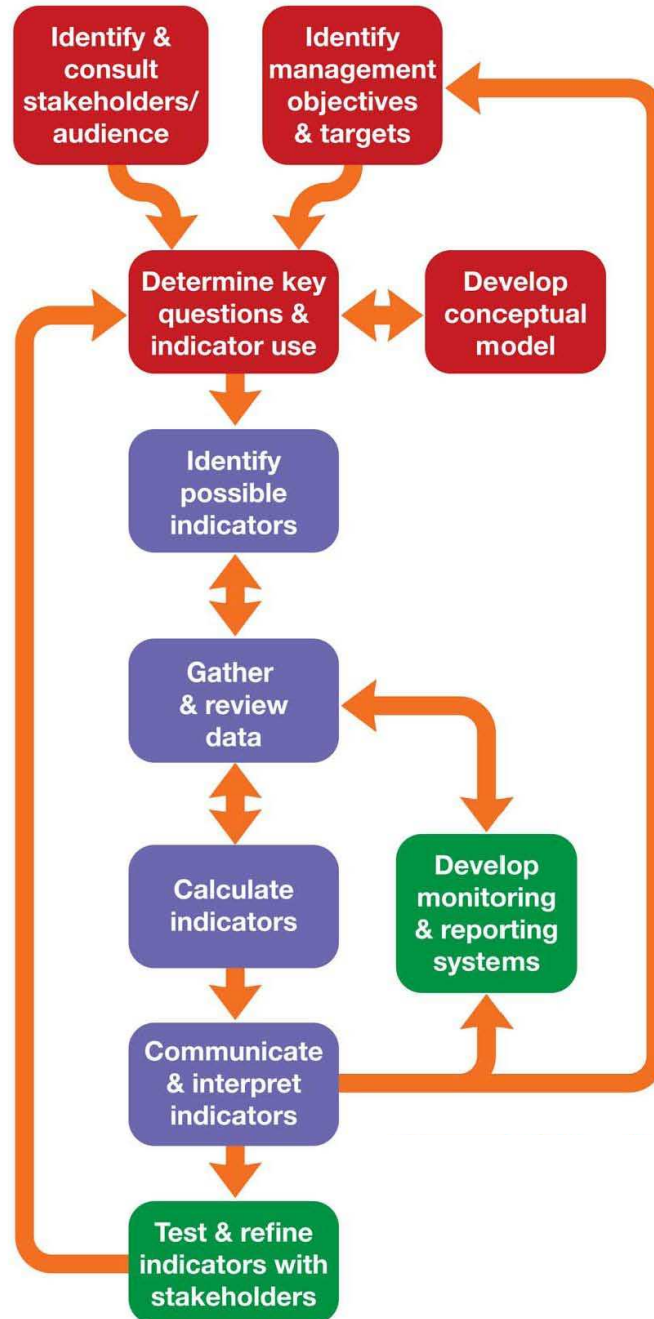 Identify &
consult
stakeholders/
audience
Identify
management
objectives
& targets
Determine key
questions &
indicator use
Develop
conceptual
model
Identify
possible
indicators
Gather
& review
data
Calculate
indicators
Develop
monitoring
& reporting
systems
Communicate
& interpret
indicators
Test & refine
indicators with
stakeholders